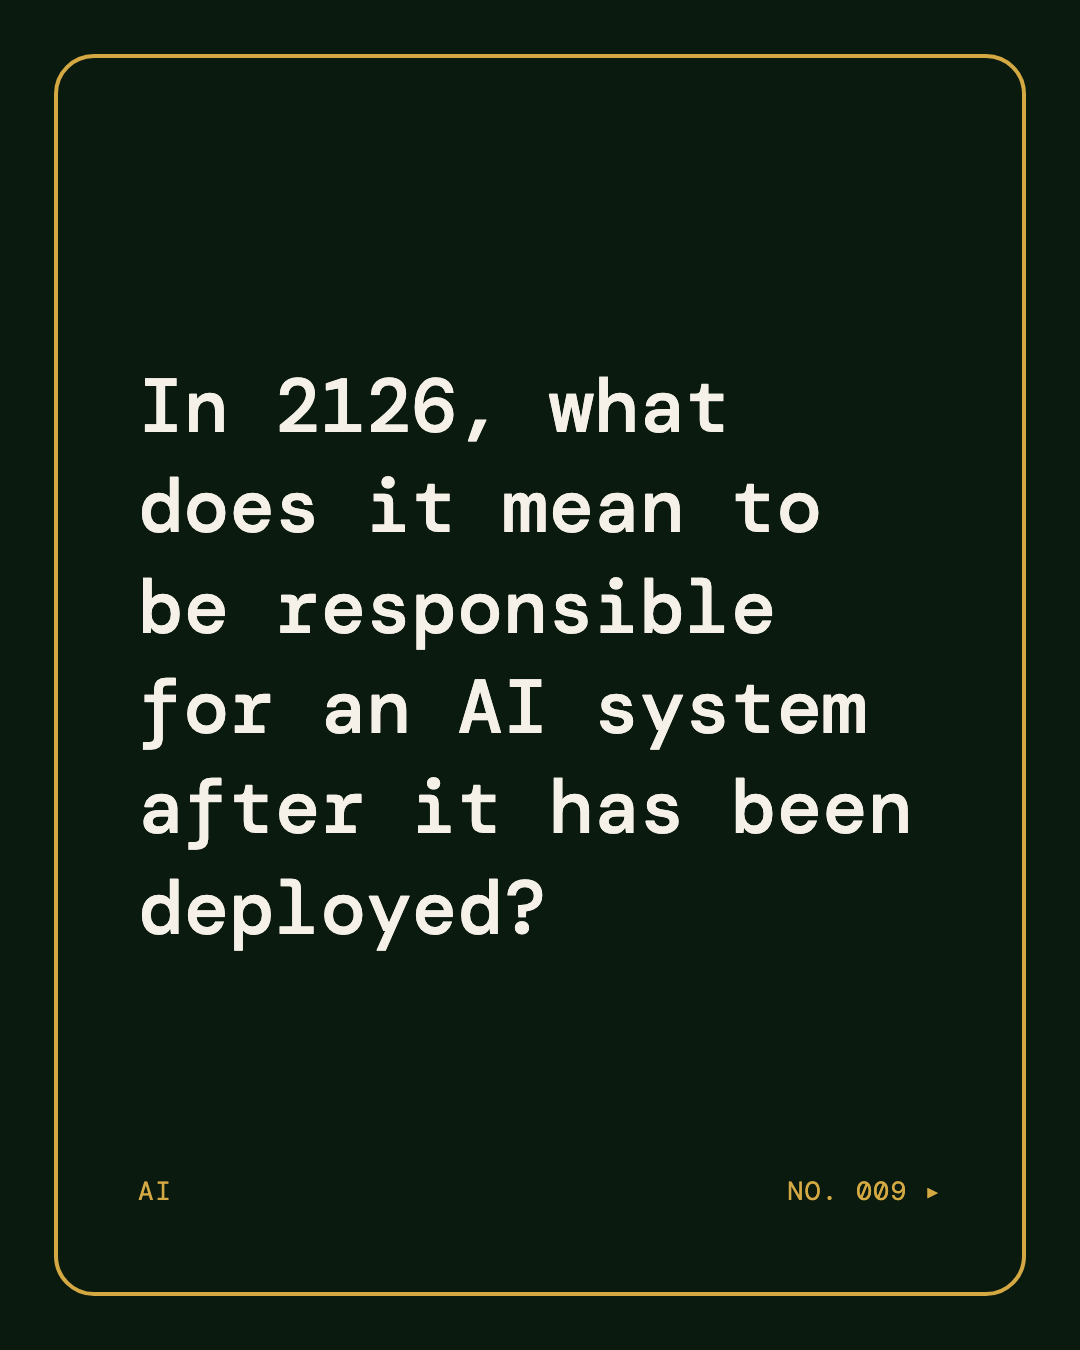 In 2126, what
does it mean to
be responsible
for an AI system
after it has been
deployed?
AI
NO. 009 ▸